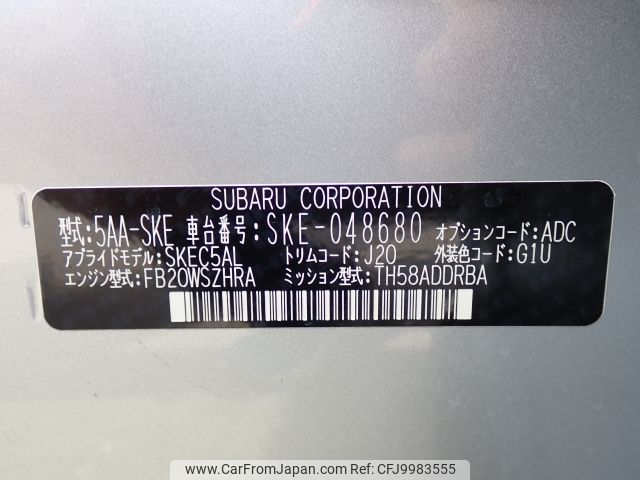 SUBARU CORPORATION
型式:5AA-SKE 車台番号:SKE-048680 オプションコード:ADC
アプライドモデル:SKEC5AL トリムコード:J20 外装色コード:G1U
エンジン型式:FB20WSZHRA ミッション型式:TH58ADDRBA
www.CarFromJapan.com - CFJ9983555